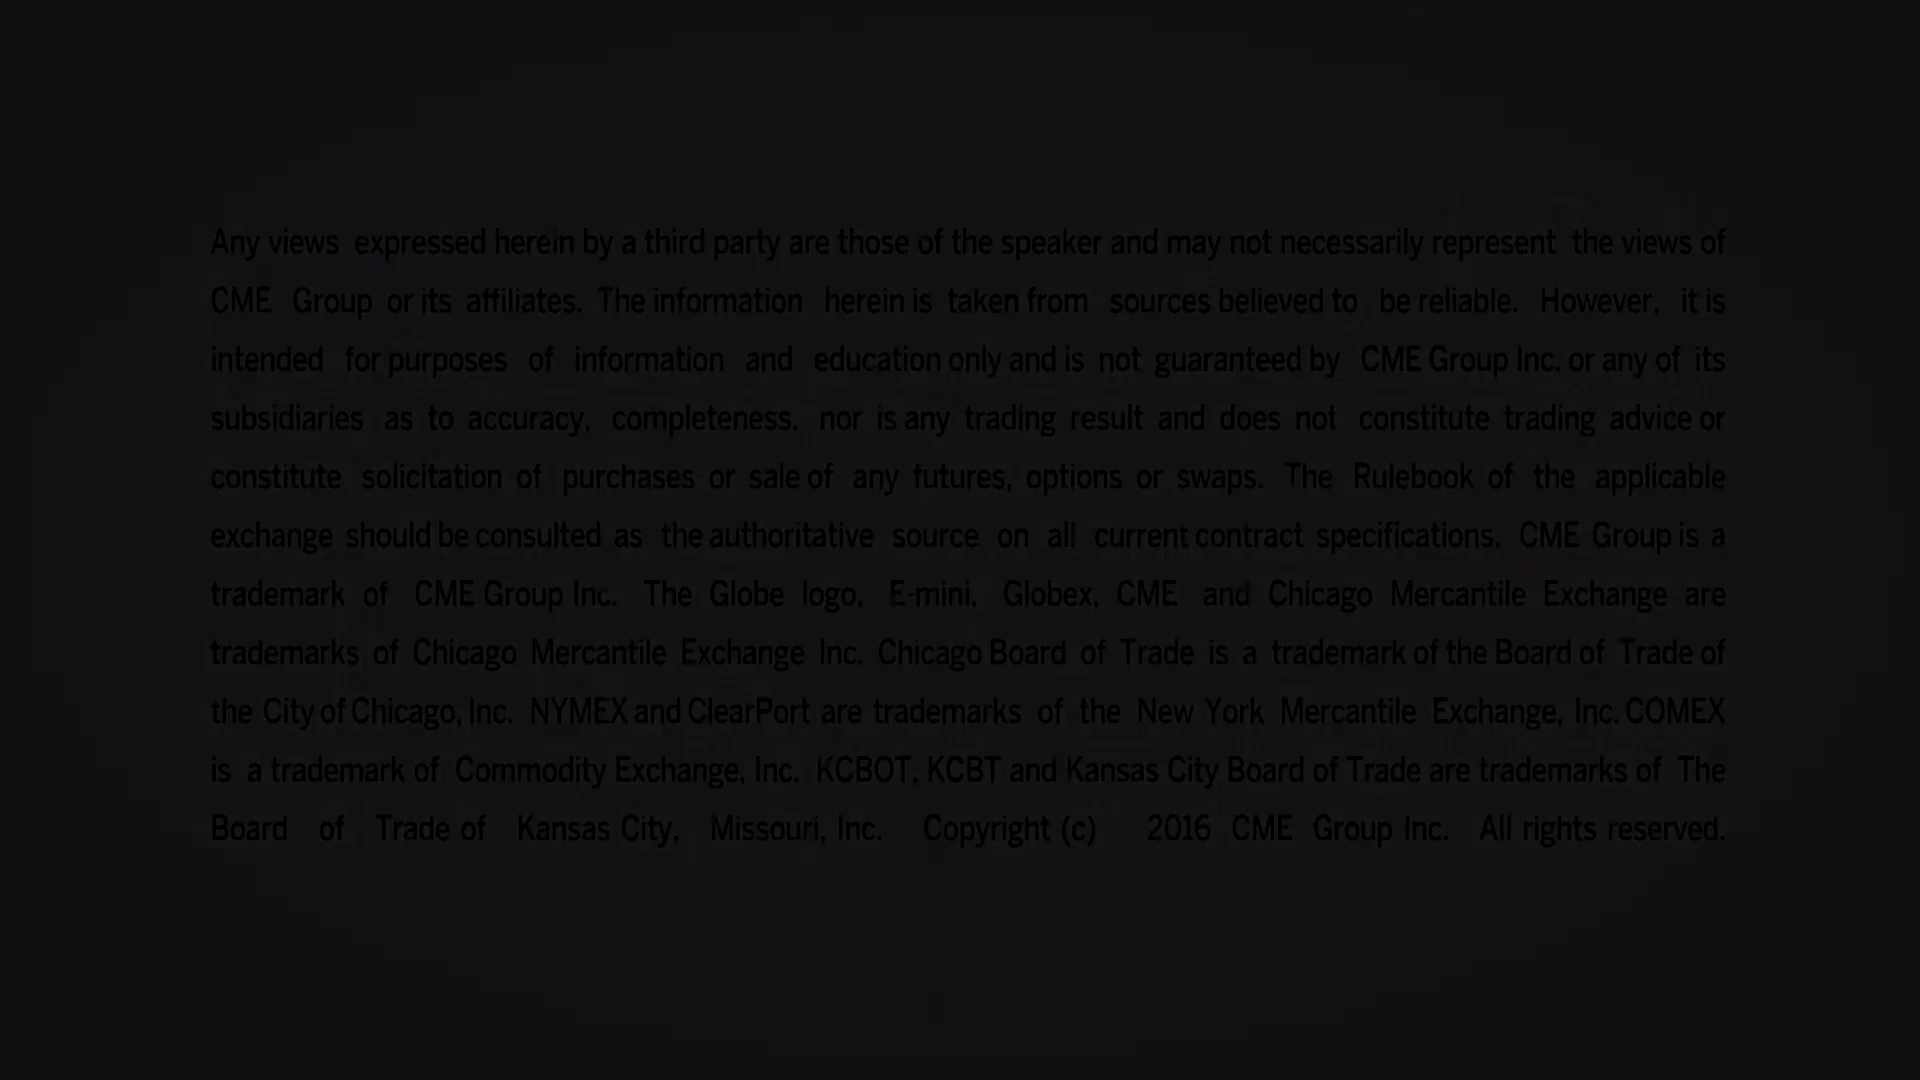 Any views expressed herein by a third party are those of the speaker and may not necessarily represent the views of
CME Group or its affiliates. The information herein is taken from sources believed to be reliable. However, it is
intended for purposes of information and education only and is not guaranteed by CME Group Inc. or any of its
subsidiaries as to accuracy, completeness, nor is any trading result and does not constitute trading advice or
constitute solicitation of purchases or sale of any futures, options or swaps. The Rulebook of the applicable
exchange should be consulted as the authoritative source on all current contract specifications. CME Group is a
trademark of CME Group Inc. The Globe logo, E-mini, Globex, CME and Chicago Mercantile Exchange are
trademarks of Chicago Mercantile Exchange Inc. Chicago Board of Trade is a trademark of the Board of Trade of
the City of Chicago, Inc. NYMEX and ClearPort are trademarks of the New York Mercantile Exchange, Inc. COMEX
is a trademark of Commodity Exchange, Inc. KCBOT, KCBT and Kansas City Board of Trade are trademarks of The
Board of Trade of Kansas City, Missouri, Inc. Copyright (c) 2016 CME Group Inc. All rights reserved.